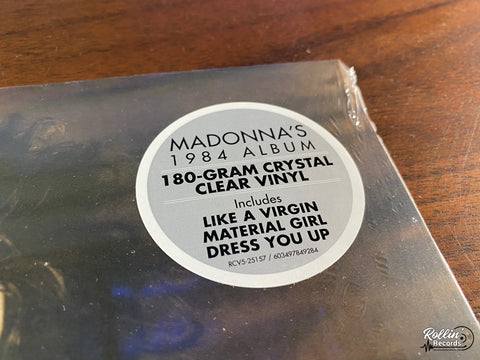 MADONNA'S
1984 ALBUM
180-GRAM CRYSTAL
CLEAR VINYL
Includes
LIKE A VIRGIN
MATERIAL GIRL
DRESS YOU UP
RCV5-25157 / 603497849284
Rollin'
Records